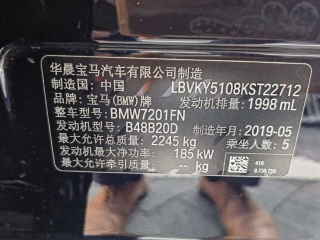 华晨宝马汽车有限公司制造
制造国: 中国 LBVKY5108KST22712
品牌: 宝马(BMW)牌 发动机排量: 1998 mL
整车型号: BMW7201FN
发动机型号: B48B20D 制造年月: 2019-05
最大允许总质量: 2245 kg 乘坐人数: 5
发动机最大净功率: 185 kW
最大允许牵引质量: -- kg
416